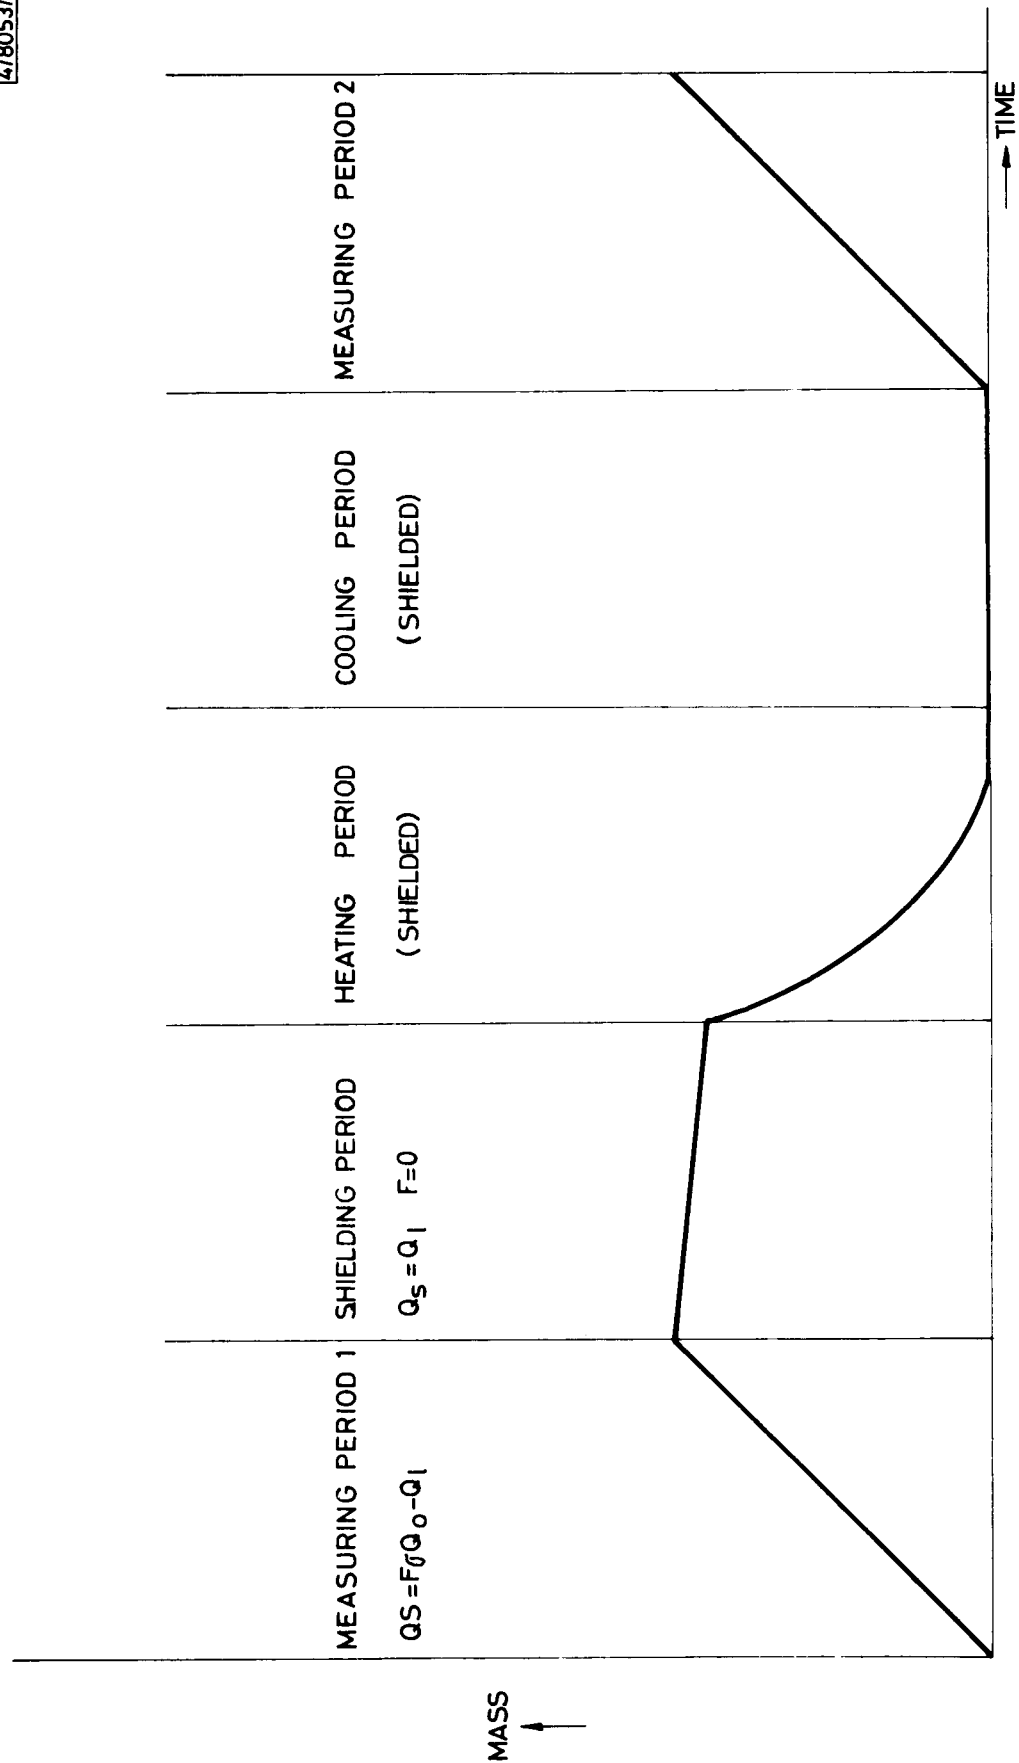 MASS
MEASURING PERIOD 1
QS = FσQo-Q1
SHIELDING PERIOD
Qs = Q1 F=0
HEATING PERIOD
(SHIELDED)
COOLING PERIOD
(SHIELDED)
MEASURING PERIOD 2
TIME